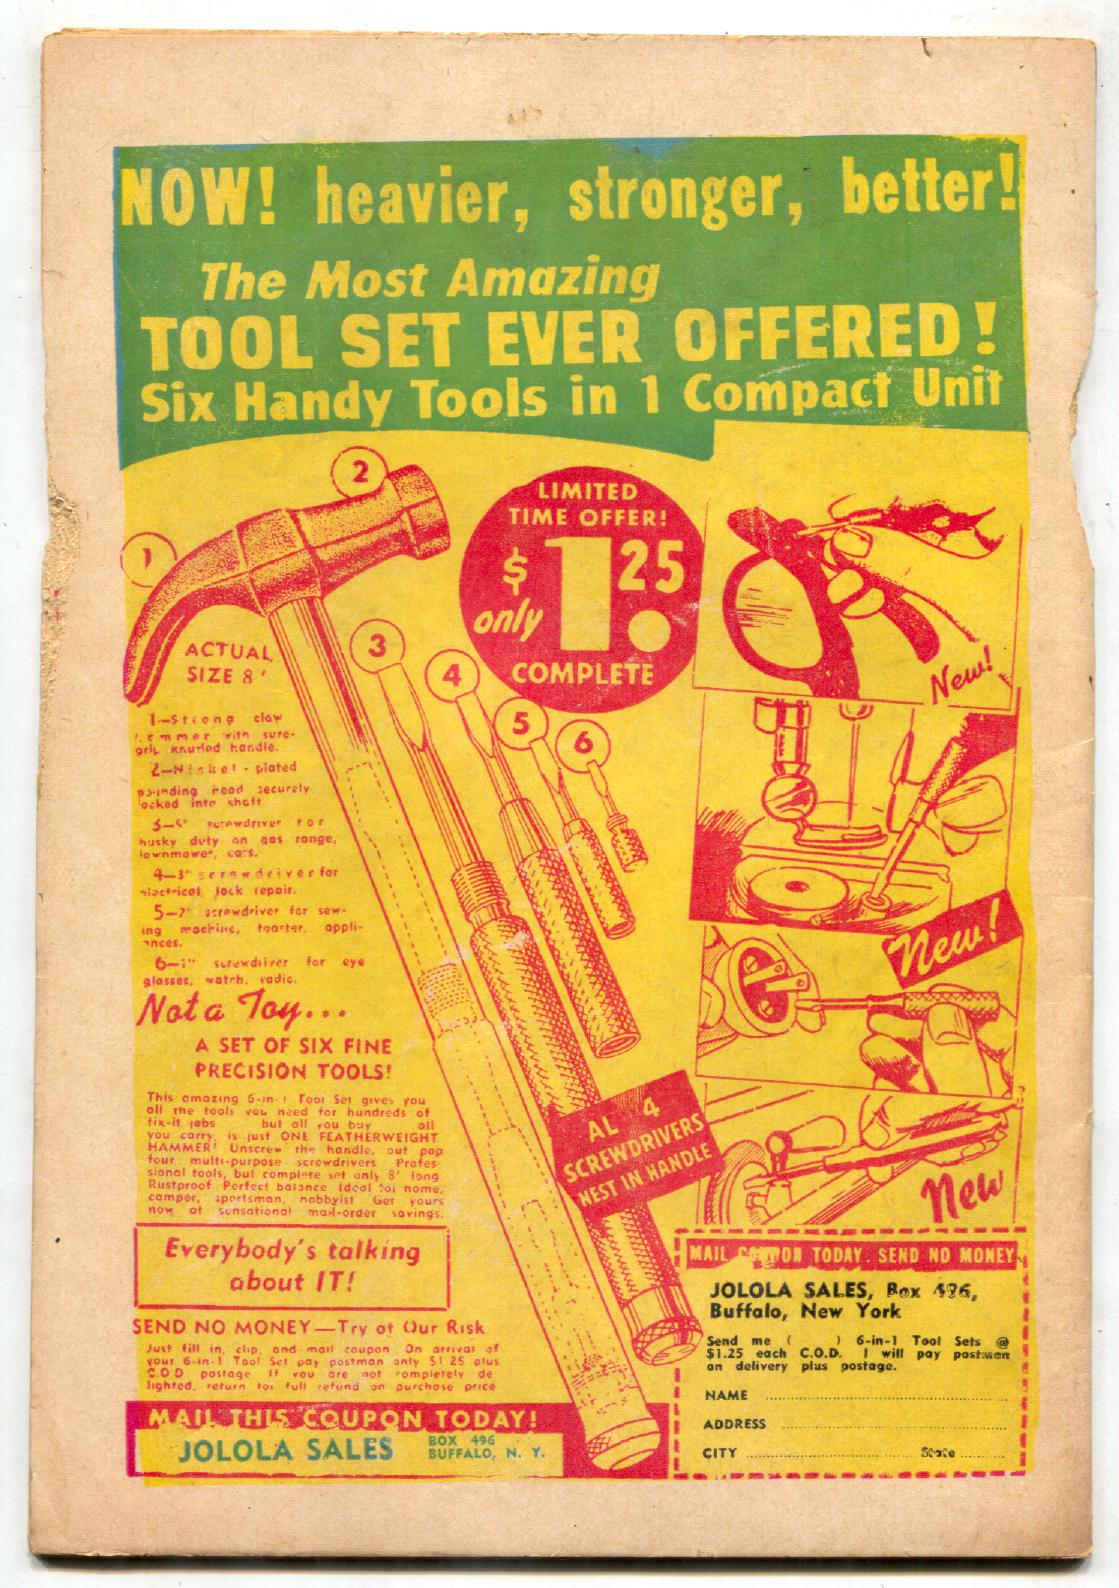 NOW! heavier, stronger, better!
The Most Amazing
TOOL SET EVER OFFERED!
Six Handy Tools in 1 Compact Unit
1
2
LIMITED
TIME OFFER!
$ only 1.25
COMPLETE
New!
ACTUAL
SIZE 8"
3
4
5
6
1—Strong claw
hammer with sure-
grip knurled handle.
2—Nickel-plated
pounding head securely
locked into shaft
3— screwdriver for
husky duty on gas range,
lawnmower, cars.
4—3" screwdriver for
electrical, lock repair.
5—2" screwdriver for sew-
ing machine, toaster, appli-
ances.
6—1" screwdriver for eye
glasses, watch, radio.
New!
Not a Toy...
A SET OF SIX FINE
PRECISION TOOLS!
This amazing 6-in-1 Tool Set gives you
all the tools you need for hundreds of
fix-it jobs but all you buy all
you carry, is just ONE FEATHERWEIGHT
HAMMER! Unscrew the handle, out pop
four multi-purpose screwdrivers Profes-
sional tools, but complete set only 8" long
Rustproof Perfect balance Ideal for home,
camper, sportsman, hobbyist Get yours
now at sensational mail-order savings.
AL 4
SCREWDRIVERS
NEST IN HANDLE
New
Everybody's talking
about IT!
SEND NO MONEY—Try at Our Risk
Just fill in, clip, and mail coupon On arrival of
your 6-in-1 Tool Set pay postman only $1 25 plus
C.O D postage If you are not completely de
lighted, return for full refund on purchase price
MAIL THIS COUPON TODAY!
JOLOLA SALES BOX 496
BUFFALO, N. Y.
MAIL COUPON TODAY SEND NO MONEY
JOLOLA SALES, Box 496,
Buffalo, New York
Send me ( ) 6-in-1 Tool Sets @
$1.25 each C.O.D. I will pay postman
on delivery plus postage.
NAME
ADDRESS
CITY State